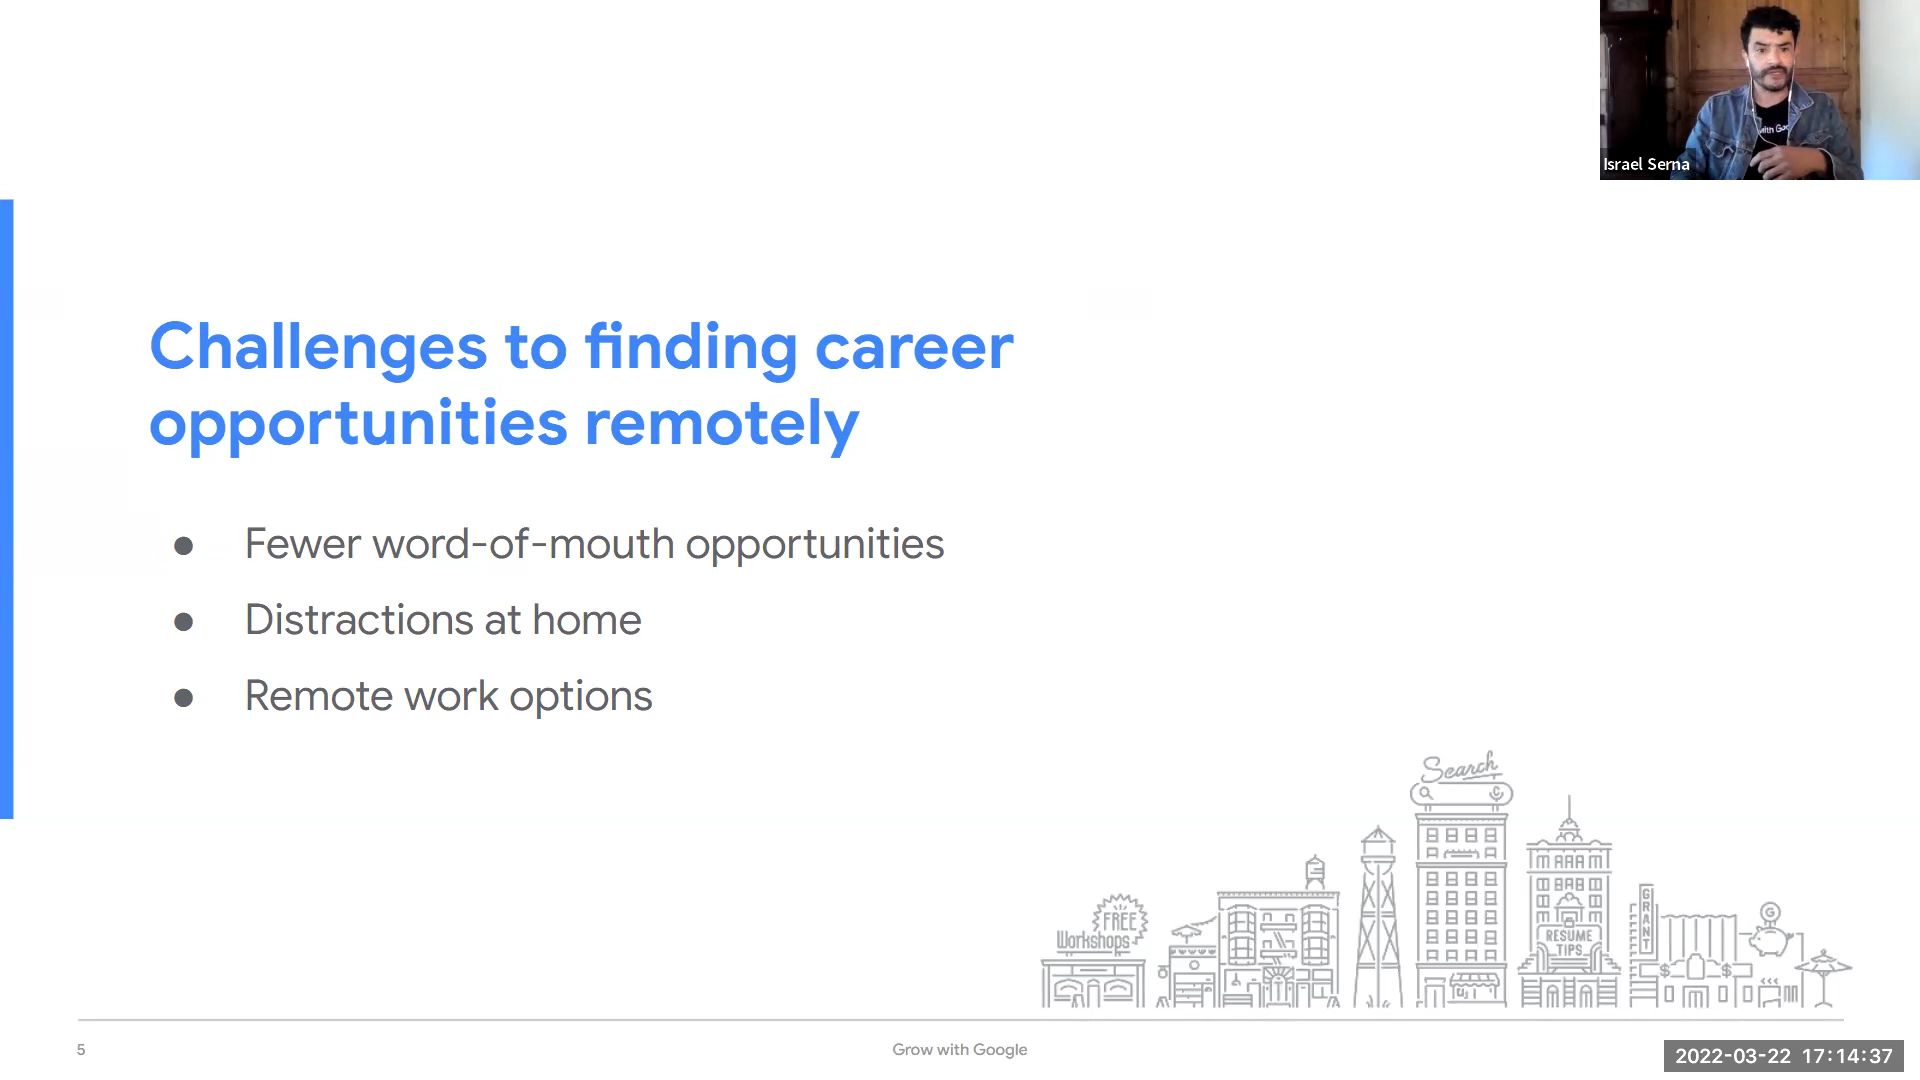 Israel Serna
Challenges to finding career
opportunities remotely
● Fewer word-of-mouth opportunities
● Distractions at home
● Remote work options
Search
FREE
Workshops
RESUME
TIPS
GRANT
G
$ $
5
Grow with Google
2022-03-22 17:14:37